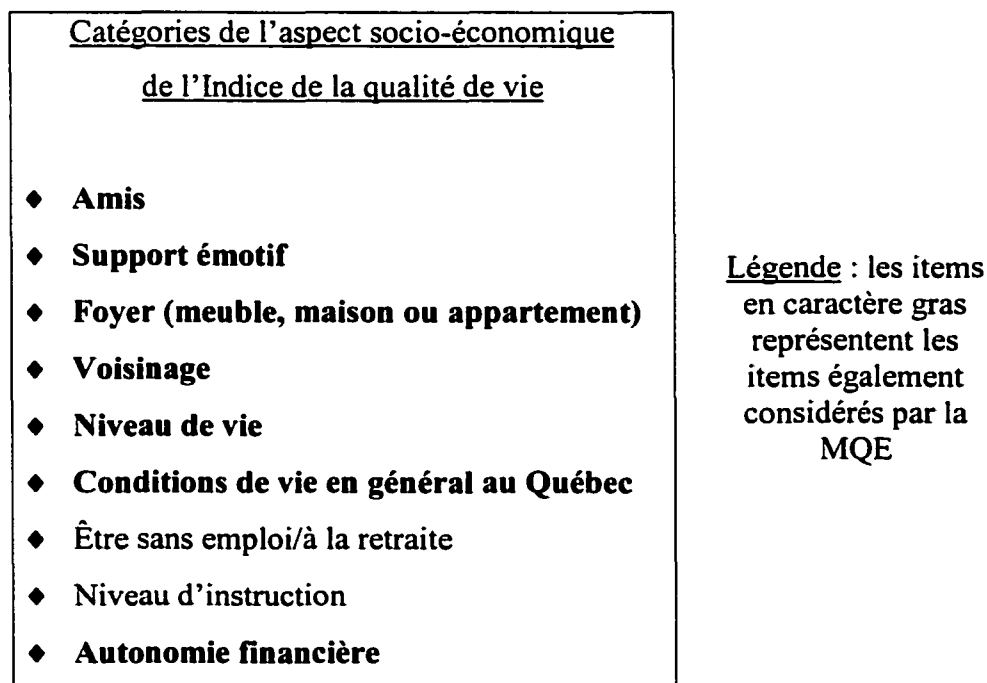 Catégories de l'aspect socio-économique
de l'Indice de la qualité de vie
♦ Amis
♦ Support émotif
♦ Foyer (meuble, maison ou appartement)
♦ Voisinage
♦ Niveau de vie
♦ Conditions de vie en général au Québec
♦ Être sans emploi/à la retraite
♦ Niveau d'instruction
♦ Autonomie financière
Légende : les items
en caractère gras
représentent les
items également
considérés par la
MQE